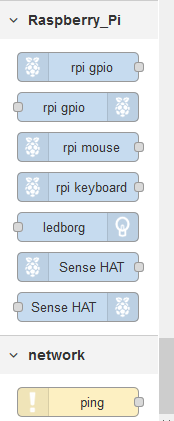 Raspberry_Pi
rpi gpio
rpi gpio
rpi mouse
rpi keyboard
ledborg
Sense HAT
Sense HAT
network
ping